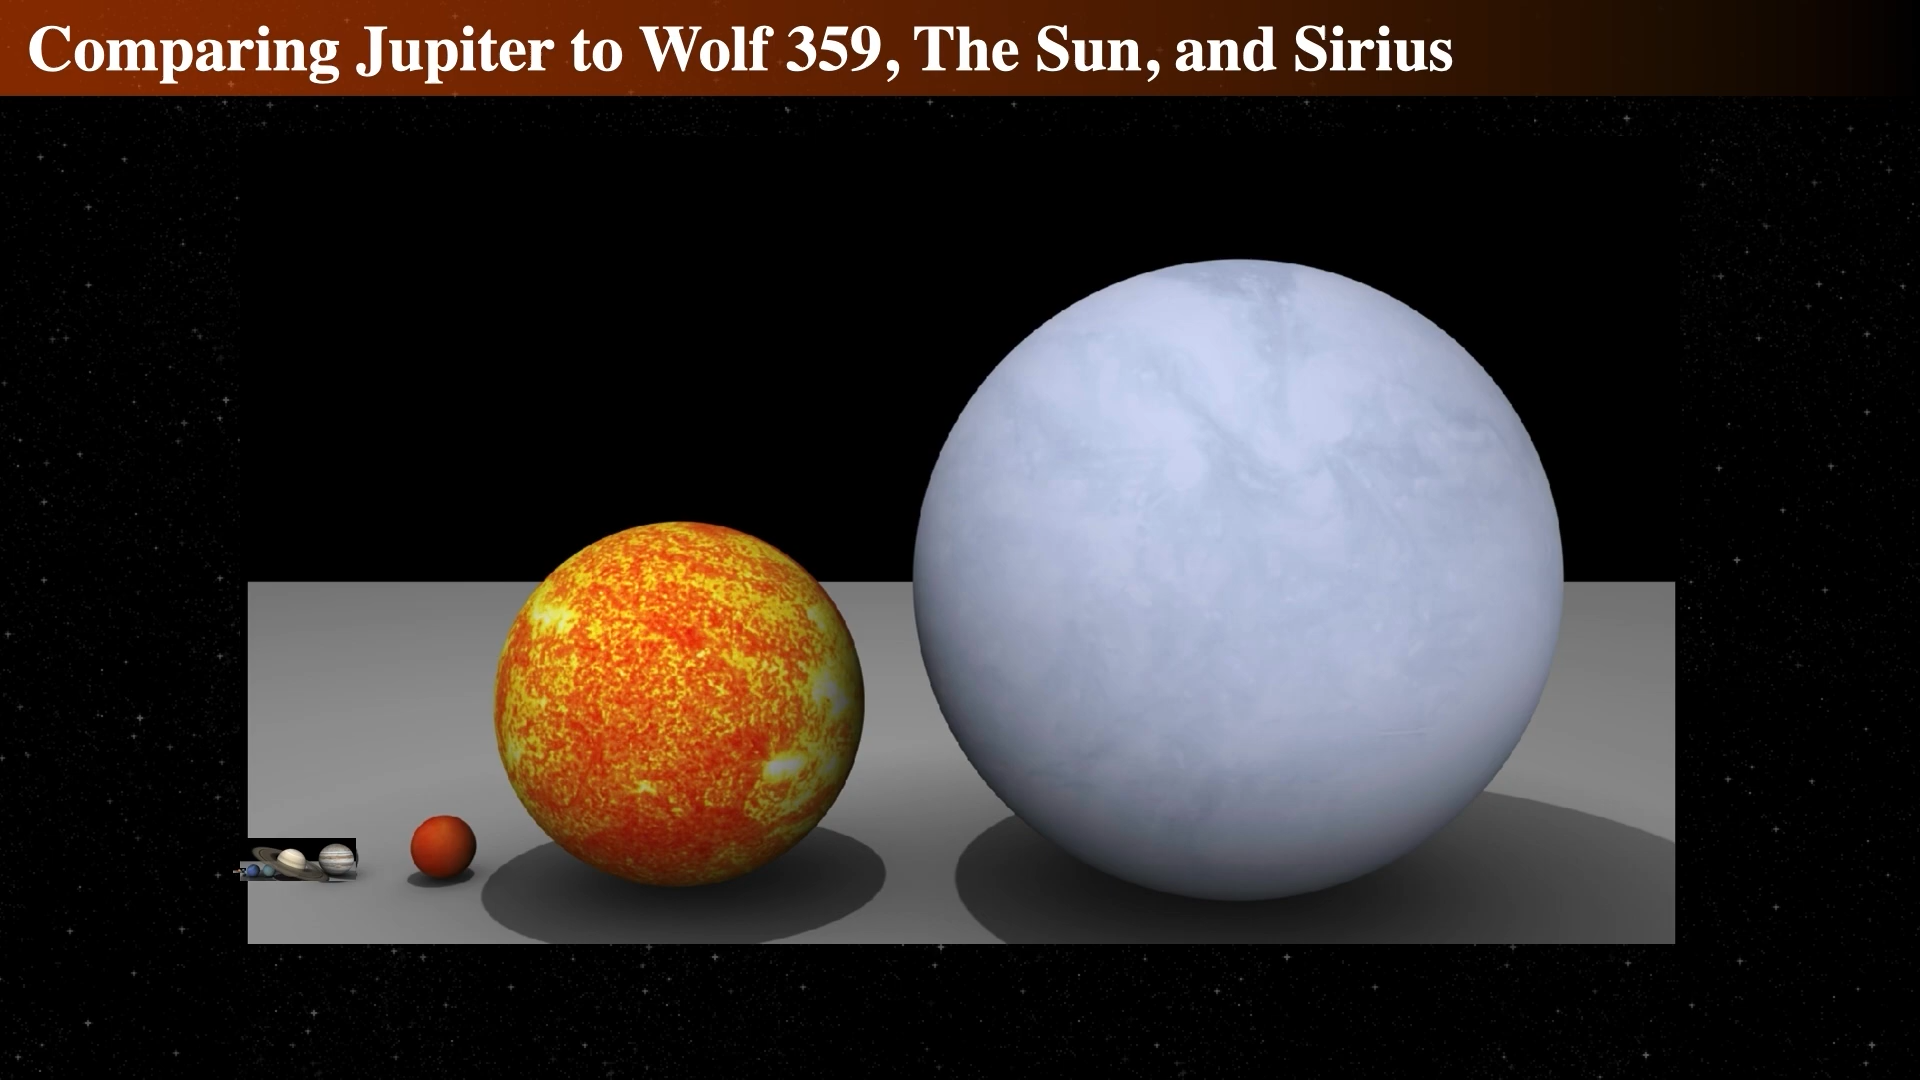 Comparing Jupiter to Wolf 359, The Sun, and Sirius